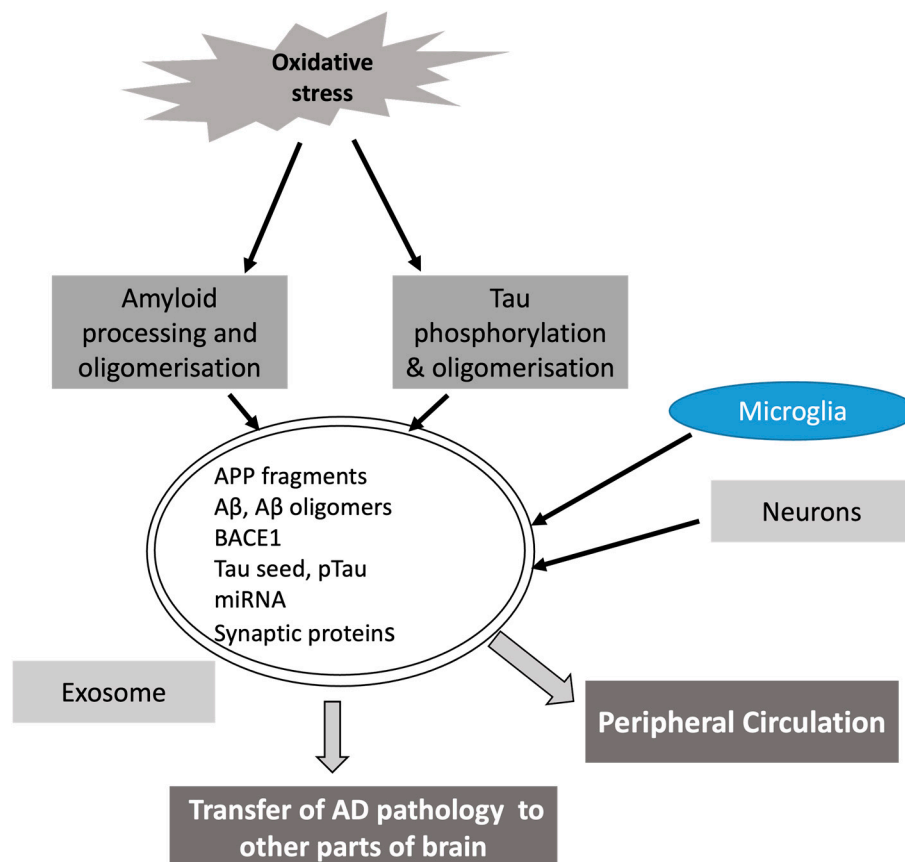 Oxidative
stress
Amyloid
processing and
oligomerisation
Tau
phosphorylation
& oligomerisation
Microglia
Neurons
APP fragments
Aβ, Aβ oligomers
BACE1
Tau seed, pTau
miRNA
Synaptic proteins
Exosome
Peripheral Circulation
Transfer of AD pathology to
other parts of brain